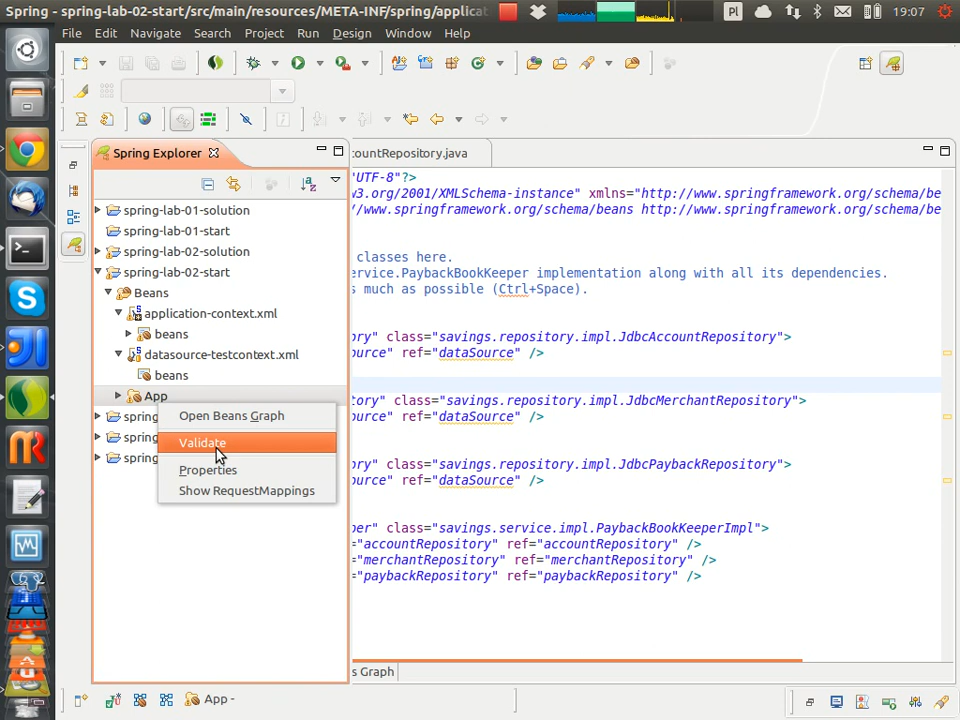 Spring - spring-lab-02-start/src/main/resources/META-INF/spring/applicat
Pl
19:07
File Edit Navigate Search Project Run Design Window Help
Spring Explorer
countRepository.java
spring-lab-01-solution
spring-lab-01-start
spring-lab-02-solution
spring-lab-02-start
Beans
application-context.xml
beans
datasource-testcontext.xml
beans
App
spring
spring
spring
Open Beans Graph
Validate
Properties
Show RequestMappings
"UTF-8"?>
w3.org/2001/XMLSchema-instance" xmlns="http://www.springframework.org/schema/be
//www.springframework.org/schema/beans http://www.springframework.org/schema/be
classes here.
ervice.PaybackBookKeeper implementation along with all its dependencies.
s much as possible (Ctrl+Space).
ory" class="savings.repository.impl.JdbcAccountRepository">
ource" ref="dataSource" />
tory" class="savings.repository.impl.JdbcMerchantRepository">
ource" ref="dataSource" />
ory" class="savings.repository.impl.JdbcPaybackRepository">
ource" ref="dataSource" />
per" class="savings.service.impl.PaybackBookKeeperImpl">
="accountRepository" ref="accountRepository" />
="merchantRepository" ref="merchantRepository" />
="paybackRepository" ref="paybackRepository" />
s Graph
App -